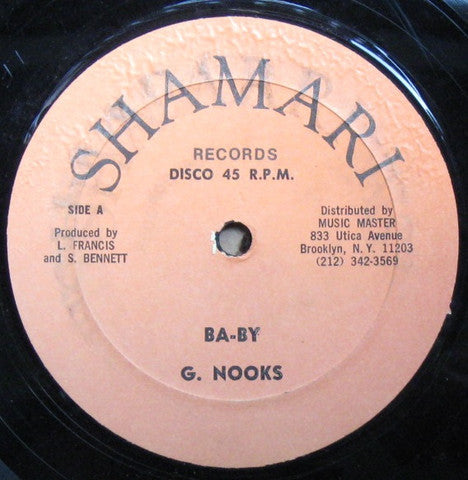 SHAMARI
RECORDS
DISCO 45 R.P.M.
SIDE A
Produced by
L. FRANCIS
and S. BENNETT
Distributed by
MUSIC MASTER
833 Utica Avenue
Brooklyn, N. Y. 11203
(212) 342-3569
BA-BY
G. NOOKS